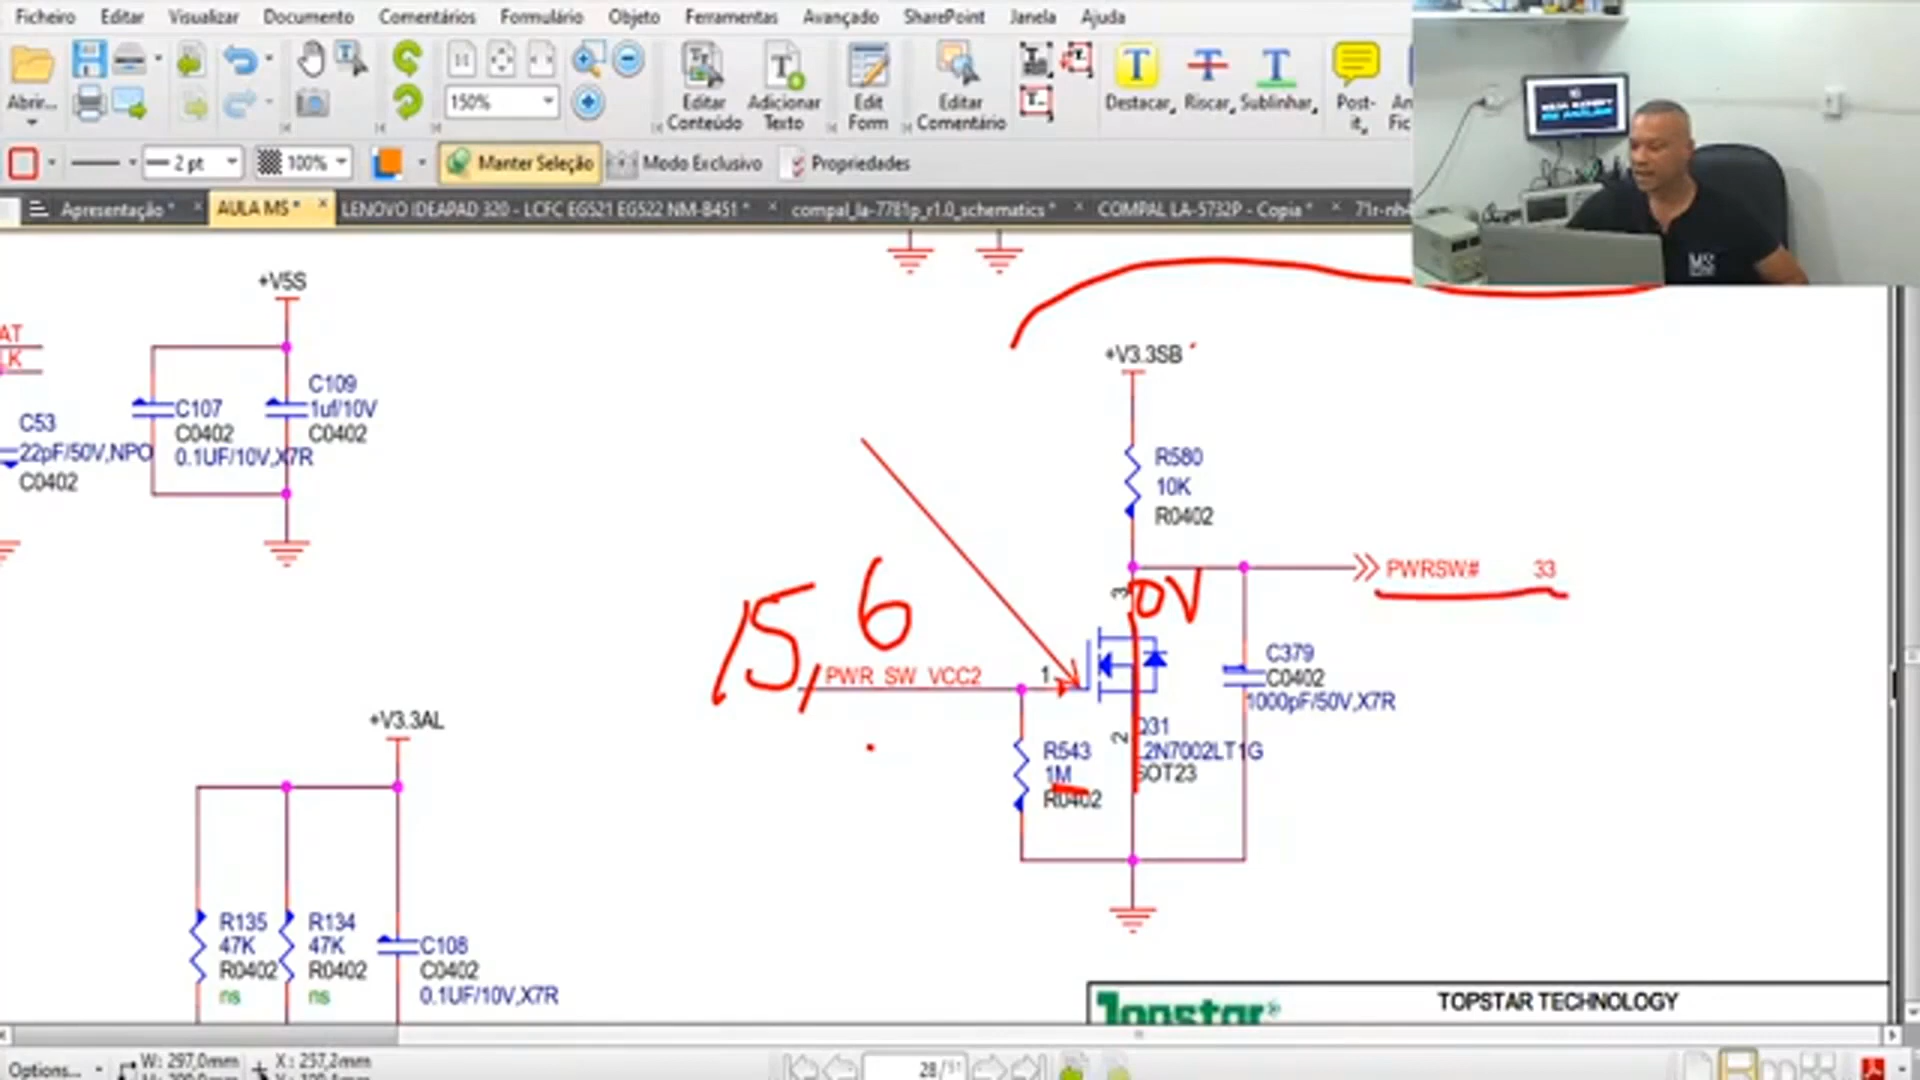 Ficheiro Editar Visualizar Documento Comentários Formulário Objeto Ferramentas Avançado SharePoint Janela Ajuda
Abrir...
150%
Editar Conteúdo
Adicionar Texto
Edit Form
Editar Comentário
Destacar
Riscar
Sublinhar
Post-it
2 pt
100%
Manter Seleção
Modo Exclusivo
Propriedades
Apresentação *
AULA MS *
LENOVO IDEAPAD 320 - LCFC EG521 EG522 NM-B451 *
compal_la-7781p_r1.0_schematics *
COMPAL LA-5732P - Copia *
MS
+V5S
C107
C0402
0.1UF/10V,X7R
C109
1uf/10V
C0402
C53
22pF/50V,NPO
C0402
+V3.3SB
R580
10K
R0402
PWRSW# 33
3
0V
15,6
PWR_SW_VCC2
1
C379
C0402
1000pF/50V,X7R
2
Q31
L2N7002LT1G
SOT23
R543
1M
R0402
+V3.3AL
R135
47K
R0402
ns
R134
47K
R0402
ns
C108
C0402
0.1UF/10V,X7R
Topstar
TOPSTAR TECHNOLOGY
Options...
W: 297,0mm
X: 257,2mm
28 / 51